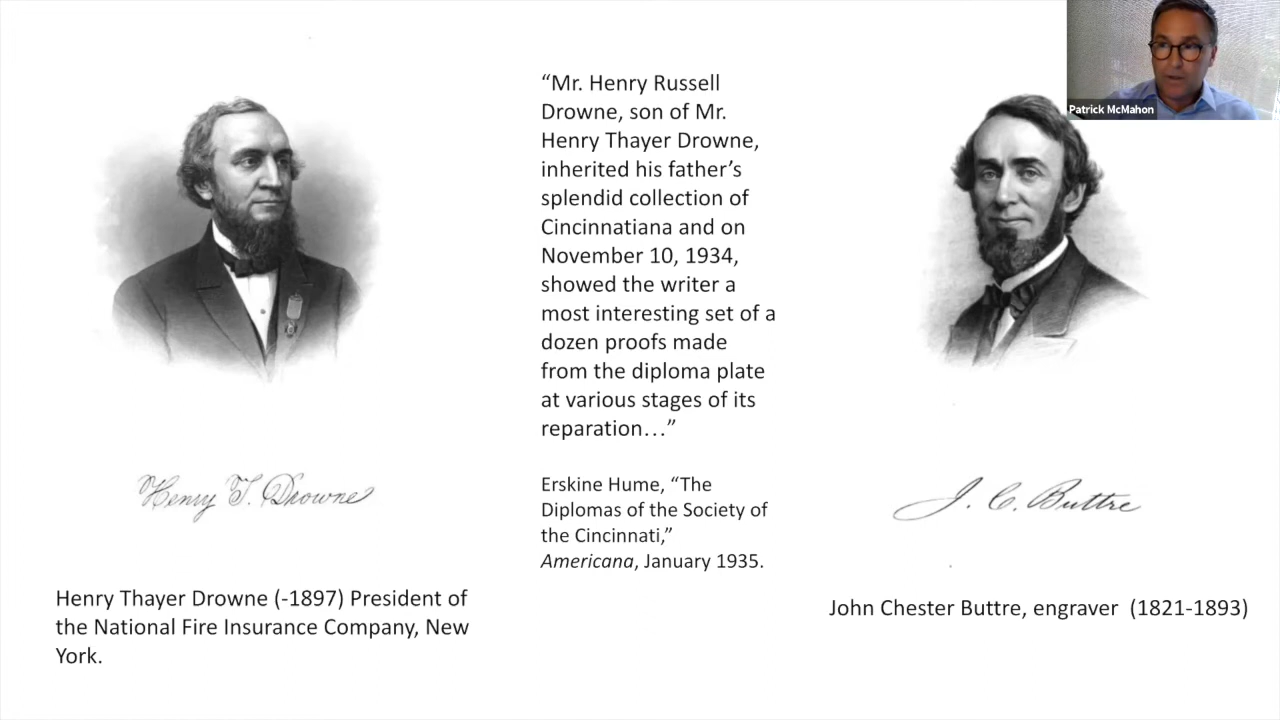 Patrick McMahon
“Mr. Henry Russell
Drowne, son of Mr.
Henry Thayer Drowne,
inherited his father’s
splendid collection of
Cincinnatiana and on
November 10, 1934,
showed the writer a
most interesting set of a
dozen proofs made
from the diploma plate
at various stages of its
reparation…”
Erskine Hume, “The
Diplomas of the Society of
the Cincinnati,”
Americana, January 1935.
Henry T. Drowne
Henry Thayer Drowne (-1897) President of
the National Fire Insurance Company, New
York.
J. C. Buttre
John Chester Buttre, engraver (1821-1893)